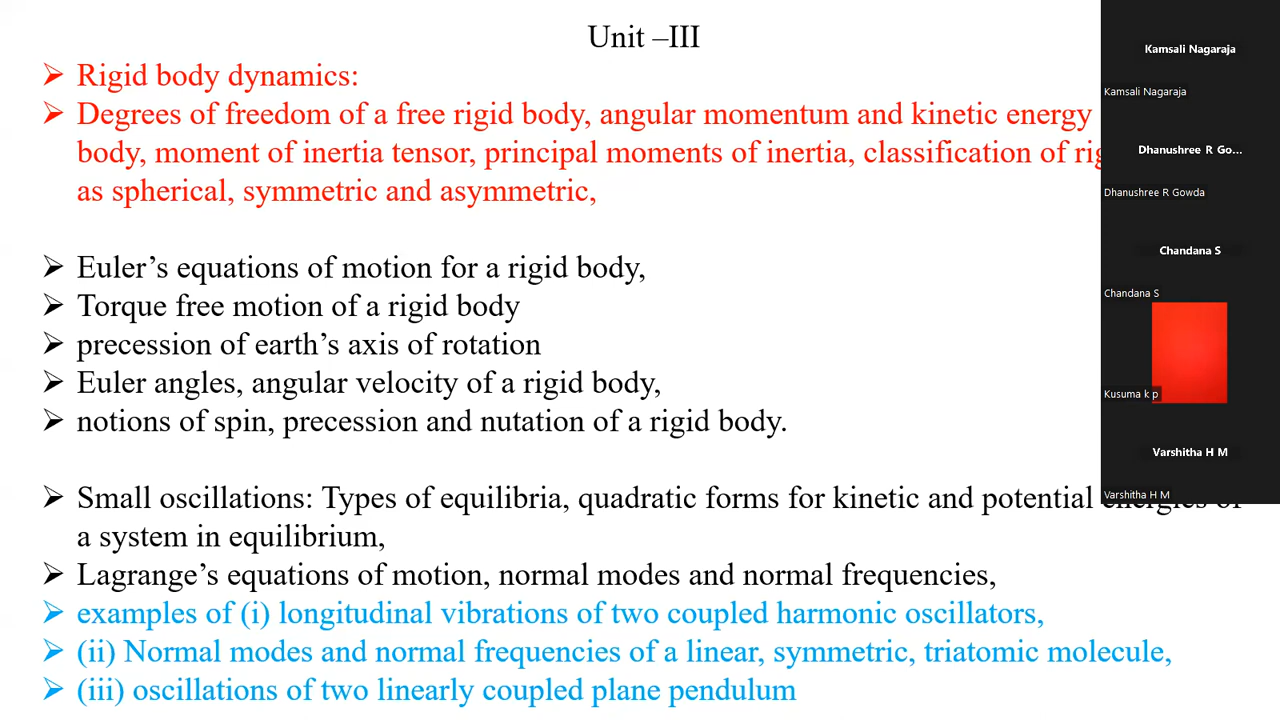 Unit –III
➢ Rigid body dynamics:
➢ Degrees of freedom of a free rigid body, angular momentum and kinetic energy
body, moment of inertia tensor, principal moments of inertia, classification of
as spherical, symmetric and asymmetric,
➢ Euler’s equations of motion for a rigid body,
➢ Torque free motion of a rigid body
➢ precession of earth’s axis of rotation
➢ Euler angles, angular velocity of a rigid body,
➢ notions of spin, precession and nutation of a rigid body.
➢ Small oscillations: Types of equilibria, quadratic forms for kinetic and potential energies of
a system in equilibrium,
➢ Lagrange’s equations of motion, normal modes and normal frequencies,
➢ examples of (i) longitudinal vibrations of two coupled harmonic oscillators,
➢ (ii) Normal modes and normal frequencies of a linear, symmetric, triatomic molecule,
➢ (iii) oscillations of two linearly coupled plane pendulum
Kamsali Nagaraja
Kamsali Nagaraja
Dhanushree R Go...
Dhanushree R Gowda
Chandana S
Chandana S
Kusuma k p
Varshitha H M
Varshitha H M